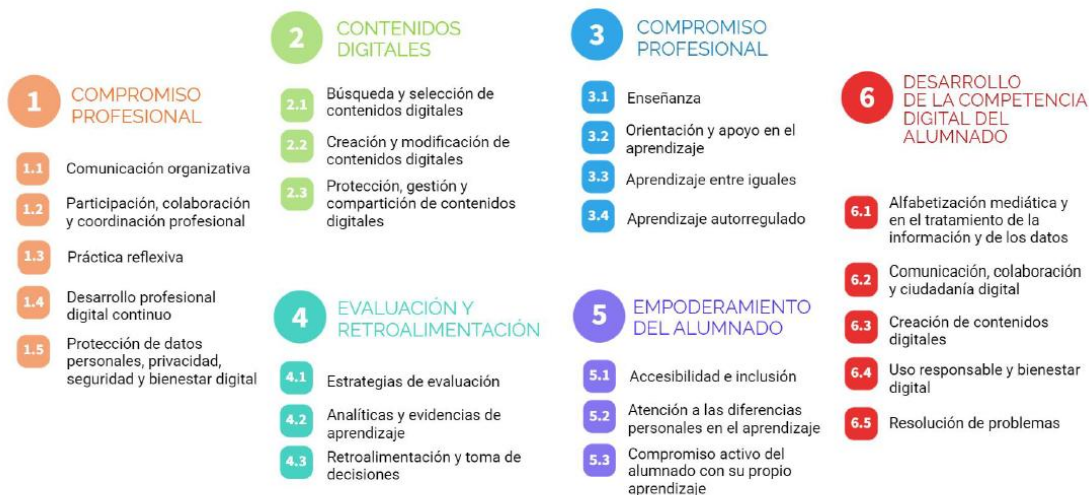 1
COMPROMISO
PROFESIONAL
1.1
Comunicación organizativa
1.2
Participación, colaboración
y coordinación profesional
1.3
Práctica reflexiva
1.4
Desarrollo profesional
digital continuo
1.5
Protección de datos
personales, privacidad,
seguridad y bienestar digital
2
CONTENIDOS
DIGITALES
2.1
Búsqueda y selección de
contenidos digitales
2.2
Creación y modificación de
contenidos digitales
2.3
Protección, gestión y
compartición de contenidos
digitales
3
COMPROMISO
PROFESIONAL
3.1
Enseñanza
3.2
Orientación y apoyo en el
aprendizaje
3.3
Aprendizaje entre iguales
3.4
Aprendizaje autorregulado
4
EVALUACIÓN Y
RETROALIMENTACIÓN
4.1
Estrategias de evaluación
4.2
Analíticas y evidencias de
aprendizaje
4.3
Retroalimentación y toma de
decisiones
5
EMPODERAMIENTO
DEL ALUMNADO
5.1
Accesibilidad e inclusión
5.2
Atención a las diferencias
personales en el aprendizaje
5.3
Compromiso activo del
alumnado con su propio
aprendizaje
6
DESARROLLO
DE LA COMPETENCIA
DIGITAL DEL
ALUMNADO
6.1
Alfabetización mediática y
en el tratamiento de la
información y de los datos
6.2
Comunicación, colaboración
y ciudadanía digital
6.3
Creación de contenidos
digitales
6.4
Uso responsable y bienestar
digital
6.5
Resolución de problemas